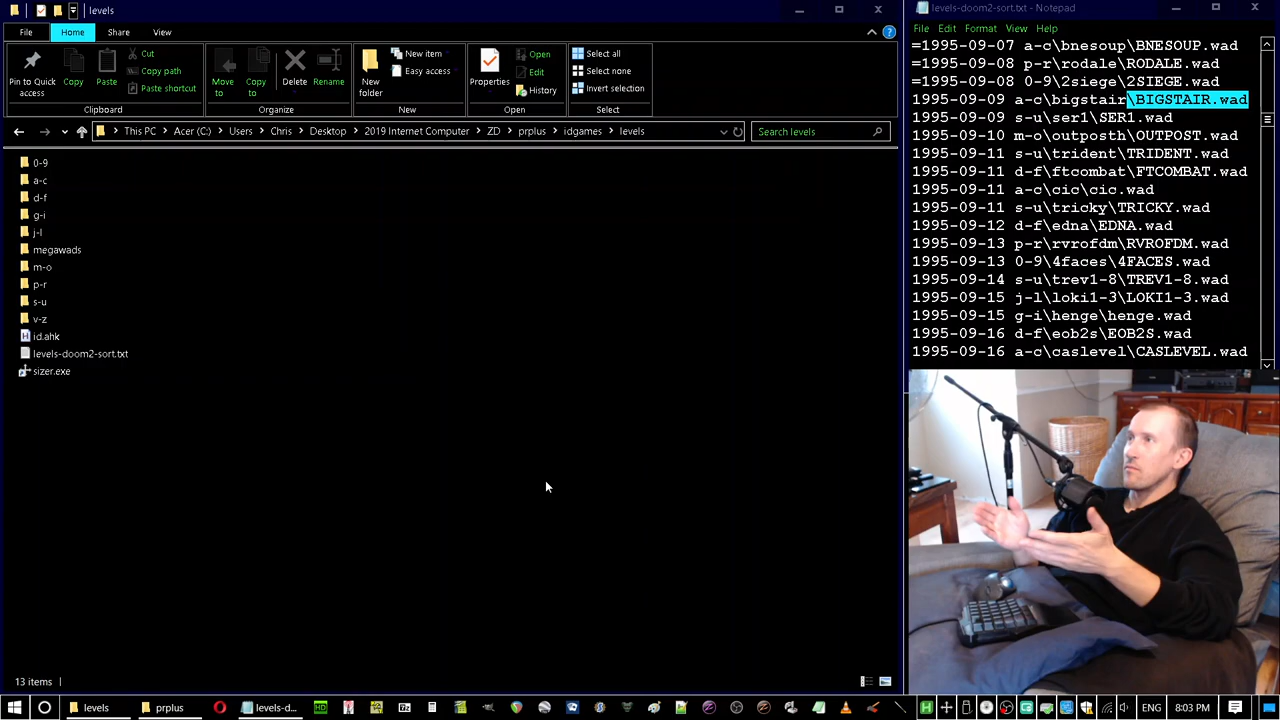 levels
File Home Share View
Pin to Quick access
Copy
Paste
Cut
Copy path
Paste shortcut
Clipboard
Move to
Copy to
Delete
Rename
Organize
New folder
New item
Easy access
New
Properties
Open
Edit
History
Open
Select all
Select none
Invert selection
Select
This PC > Acer (C:) > Users > Chris > Desktop > 2019 Internet Computer > ZD > prplus > idgames > levels
Search levels
0-9
a-c
d-f
g-i
j-l
megawads
m-o
p-r
s-u
v-z
id.ahk
levels-doom2-sort.txt
sizer.exe
13 items
levels-doom2-sort.txt - Notepad
File Edit Format View Help
=1995-09-07 a-c\bnesoup\BNESOUP.wad
=1995-09-08 p-r\rodale\RODALE.wad
=1995-09-08 0-9\2siege\2SIEGE.wad
1995-09-09 a-c\bigstair\BIGSTAIR.wad
1995-09-09 s-u\ser1\SER1.wad
1995-09-10 m-o\outposth\OUTPOST.wad
1995-09-11 s-u\trident\TRIDENT.wad
1995-09-11 d-f\ftcombat\FTCOMBAT.wad
1995-09-11 a-c\cic\cic.wad
1995-09-11 s-u\tricky\TRICKY.wad
1995-09-12 d-f\edna\EDNA.wad
1995-09-13 p-r\rvrofdm\RVROFDM.wad
1995-09-13 0-9\4faces\4FACES.wad
1995-09-14 s-u\trev1-8\TREV1-8.wad
1995-09-15 j-l\loki1-3\LOKI1-3.wad
1995-09-15 g-i\henge\henge.wad
1995-09-16 d-f\eob2s\EOB2S.wad
1995-09-16 a-c\caslevel\CASLEVEL.wad
levels
prplus
levels-d...
ENG
8:03 PM